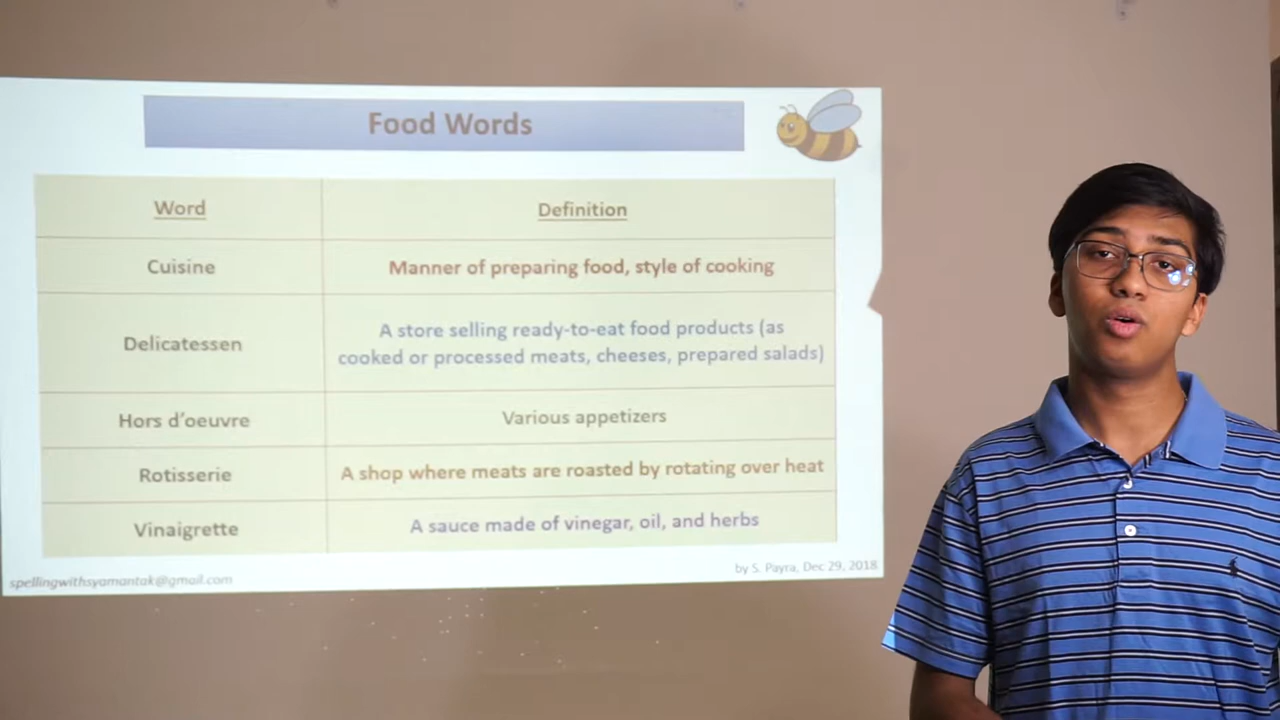 Food Words
Word
Definition
Cuisine
Manner of preparing food, style of cooking
Delicatessen
A store selling ready-to-eat food products (as
cooked or processed meats, cheeses, prepared salads)
Hors d'oeuvre
Various appetizers
Rotisserie
A shop where meats are roasted by rotating over heat
Vinaigrette
A sauce made of vinegar, oil, and herbs
spellingwithsyamantak@gmail.com
by S. Payra, Dec 29, 2018